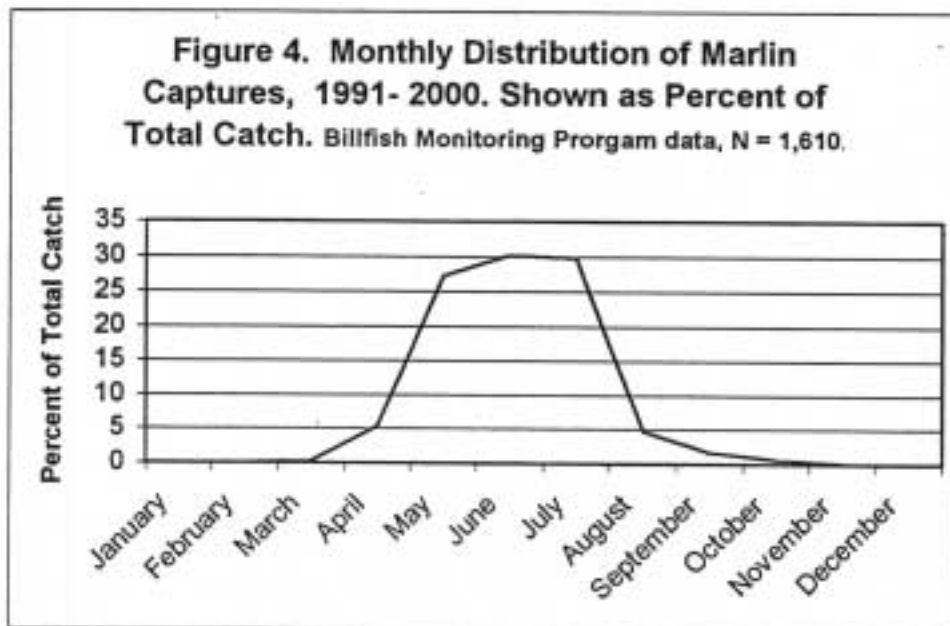 Figure 4. Monthly Distribution of Marlin
Captures, 1991- 2000. Shown as Percent of
Total Catch. Billfish Monitoring Prorgam data, N = 1,610.
Percent of Total Catch
35
30
25
20
15
10
5
0
January
February
March
April
May
June
July
August
September
October
November
December